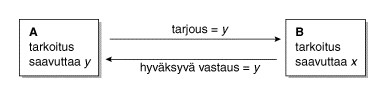 A
tarkoitus
saavuttaa y
tarjous = y
hyväksyvä vastaus = y
B
tarkoitus
saavuttaa x